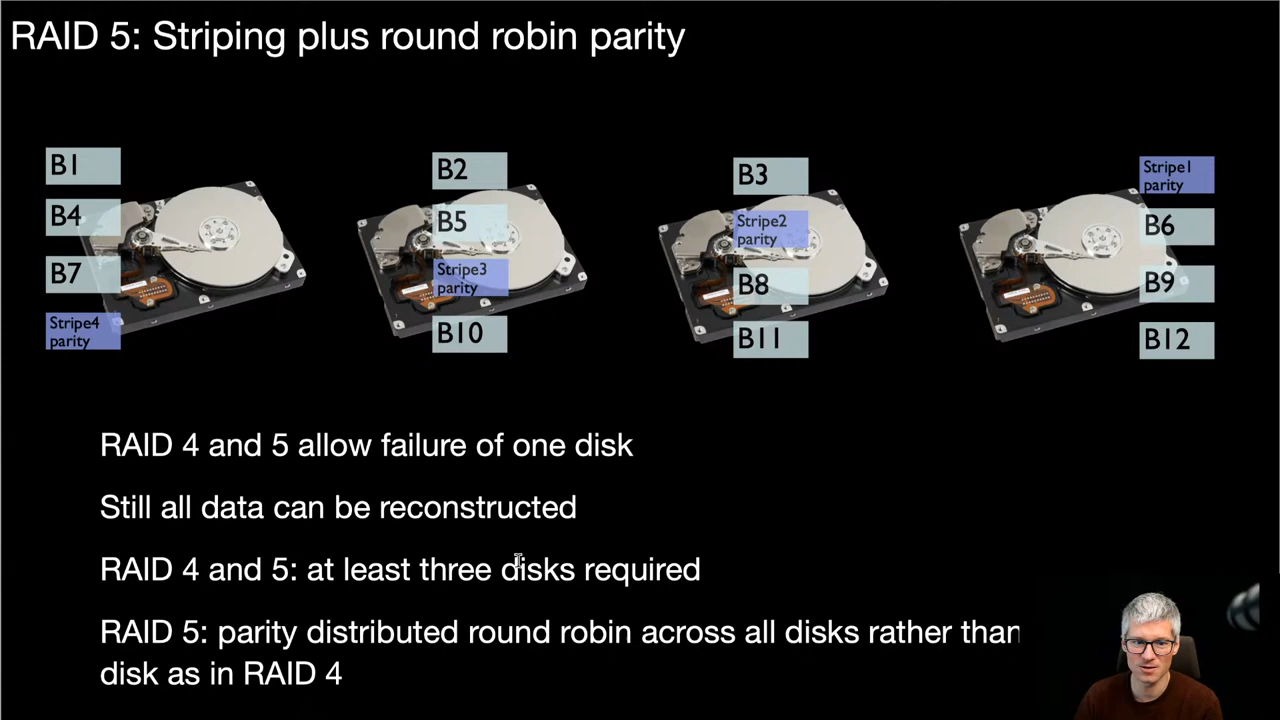 RAID 5: Striping plus round robin parity
B1
B2
B3
Stripe1
parity
B4
B5
Stripe2
parity
B6
B7
Stripe3
parity
B8
B9
Stripe4
parity
B10
B11
B12
RAID 4 and 5 allow failure of one disk
Still all data can be reconstructed
RAID 4 and 5: at least three disks required
RAID 5: parity distributed round robin across all disks rather than
disk as in RAID 4